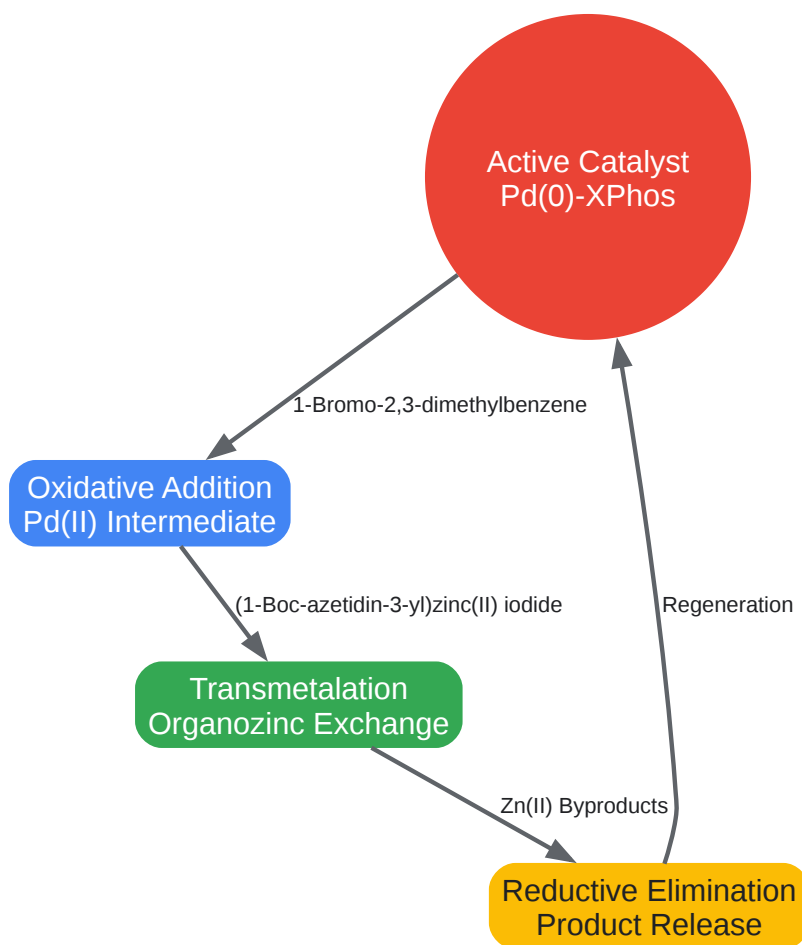 Active Catalyst
Pd(0)-XPhos
1-Bromo-2,3-dimethylbenzene
Oxidative Addition
Pd(II) Intermediate
(1-Boc-azetidin-3-yl)zinc(II) iodide
Regeneration
Transmetalation
Organozinc Exchange
Zn(II) Byproducts
Reductive Elimination
Product Release